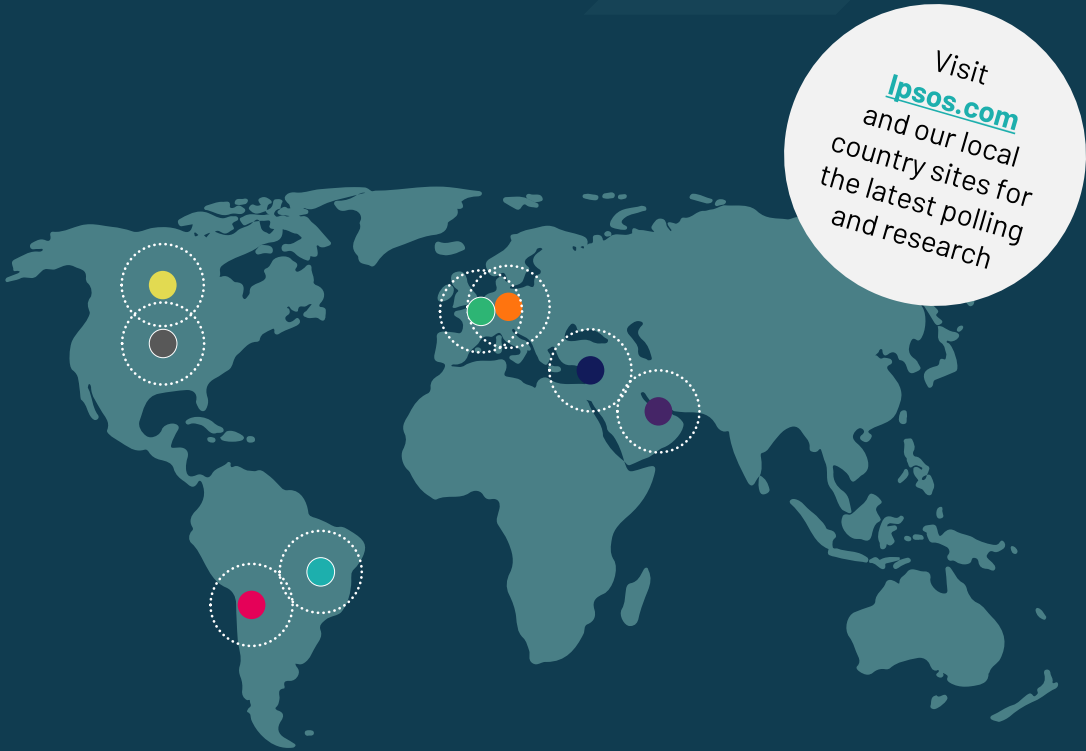 Visit
Ipsos.com
and our local
country sites for
the latest polling
and research